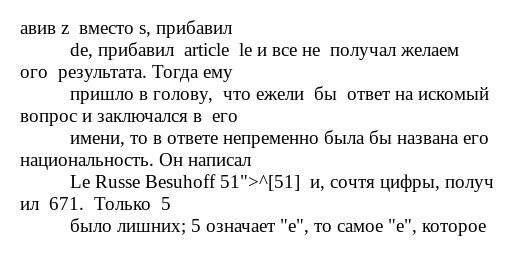 авив z вместо s, прибавил
de, прибавил article le и все не получал желаем
ого результата. Тогда ему
пришло в голову, что ежели бы ответ на искомый
вопрос и заключался в его
имени, то в ответе непременно была бы названа его
национальность. Он написал
Le Russe Besuhoff 51">^[51] и, сочтя цифры, получ
ил 671. Только 5
было лишних; 5 означает "е", то самое "е", которое